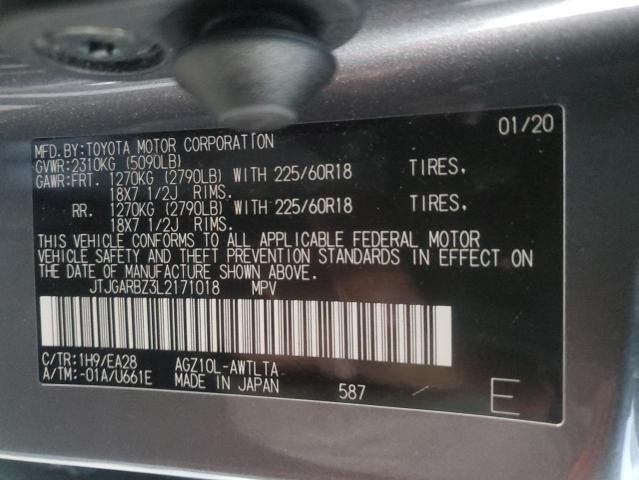 01/20
MFD.BY:TOYOTA MOTOR CORPORATION
GVWR:2310KG (5090LB)
GAWR:FRT. 1270KG (2790LB) WITH 225/60R18 TIRES,
18X7 1/2J RIMS.
RR. 1270KG (2790LB) WITH 225/60R18 TIRES,
18X7 1/2J RIMS.
THIS VEHICLE CONFORMS TO ALL APPLICABLE FEDERAL MOTOR
VEHICLE SAFETY AND THEFT PREVENTION STANDARDS IN EFFECT ON
THE DATE OF MANUFACTURE SHOWN ABOVE.
JTJGARBZ3L2171018 MPV
C/TR:1H9/EA28 AGZ10L-AWTLTA
A/TM:-01A/U661E MADE IN JAPAN 587 E